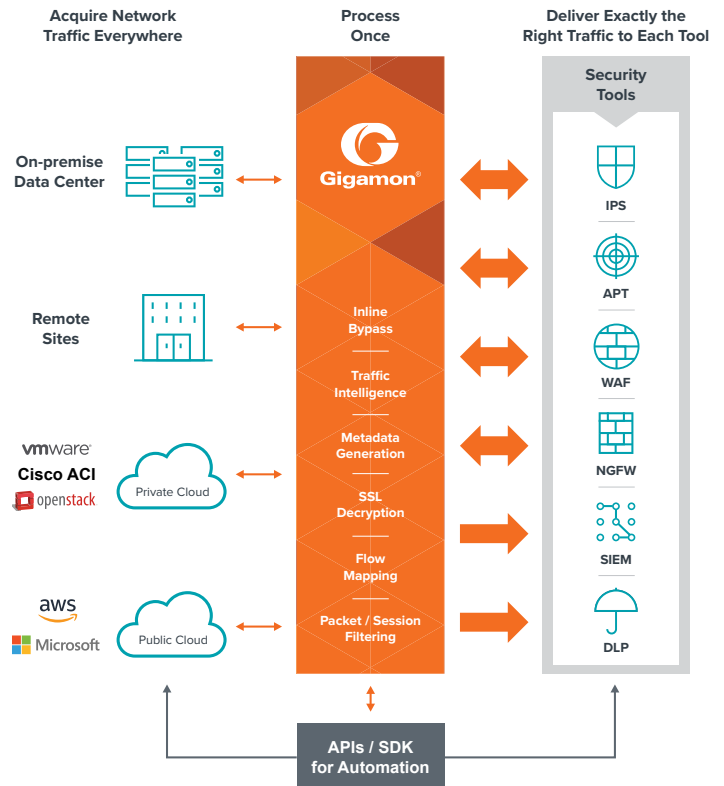 Acquire Network
Traffic Everywhere
Process
Once
Deliver Exactly the
Right Traffic to Each Tool
On-premise
Data Center
Remote
Sites
vmware®
Cisco ACI
openstack
Private Cloud
aws
Microsoft
Public Cloud
Gigamon®
Inline
Bypass
Traffic
Intelligence
Metadata
Generation
SSL
Decryption
Flow
Mapping
Packet / Session
Filtering
Security
Tools
IPS
APT
WAF
NGFW
SIEM
DLP
APIs / SDK
for Automation